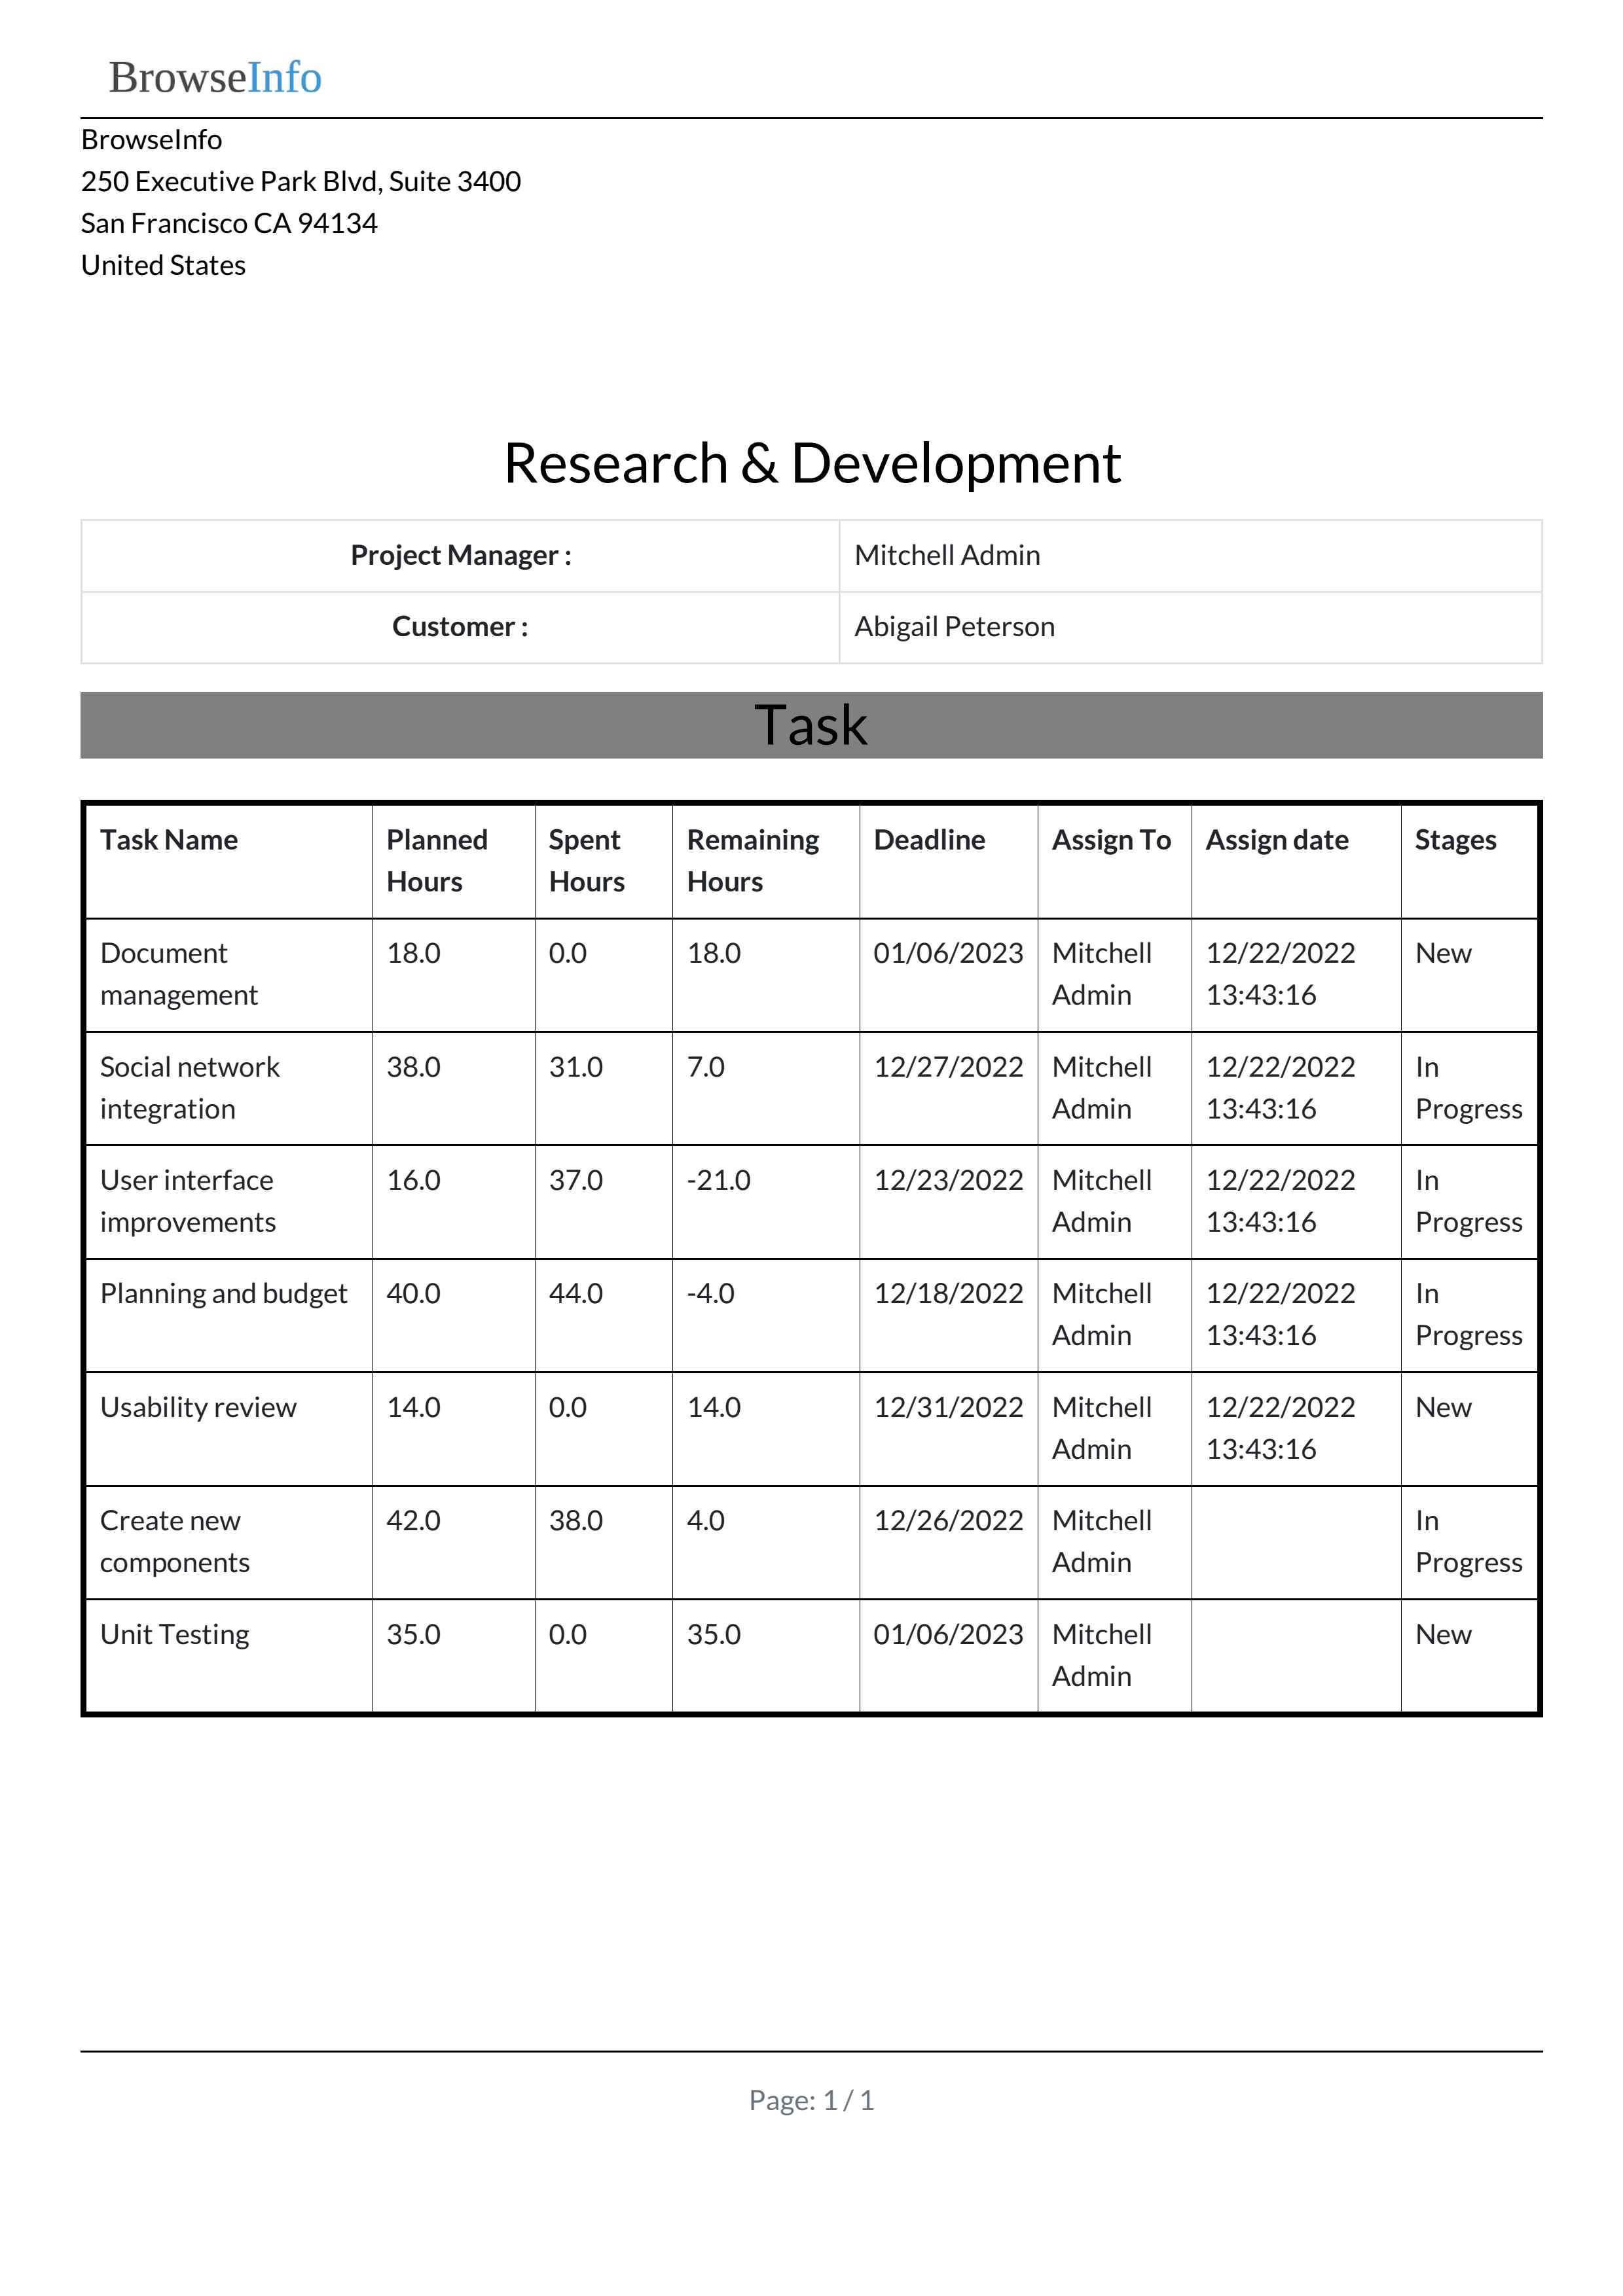 BrowseInfo
BrowseInfo
250 Executive Park Blvd, Suite 3400
San Francisco CA 94134
United States
Research & Development
Project Manager : Mitchell Admin
Customer : Abigail Peterson
Task
Task Name Planned Spent Remaining Deadline Assign To Assign date Stages
Hours Hours Hours
Document 18.0 0.0 18.0 01/06/2023 Mitchell 12/22/2022 New
management Admin 13:43:16
Social network 38.0 31.0 7.0 12/27/2022 Mitchell 12/22/2022 In
integration Admin 13:43:16 Progress
User interface 16.0 37.0 -21.0 12/23/2022 Mitchell 12/22/2022 In
improvements Admin 13:43:16 Progress
Planning and budget 40.0 44.0 -4.0 12/18/2022 Mitchell 12/22/2022 In
Admin 13:43:16 Progress
Usability review 14.0 0.0 14.0 12/31/2022 Mitchell 12/22/2022 New
Admin 13:43:16
Create new 42.0 38.0 4.0 12/26/2022 Mitchell In
components Admin Progress
Unit Testing 35.0 0.0 35.0 01/06/2023 Mitchell New
Admin
Page: 1 / 1